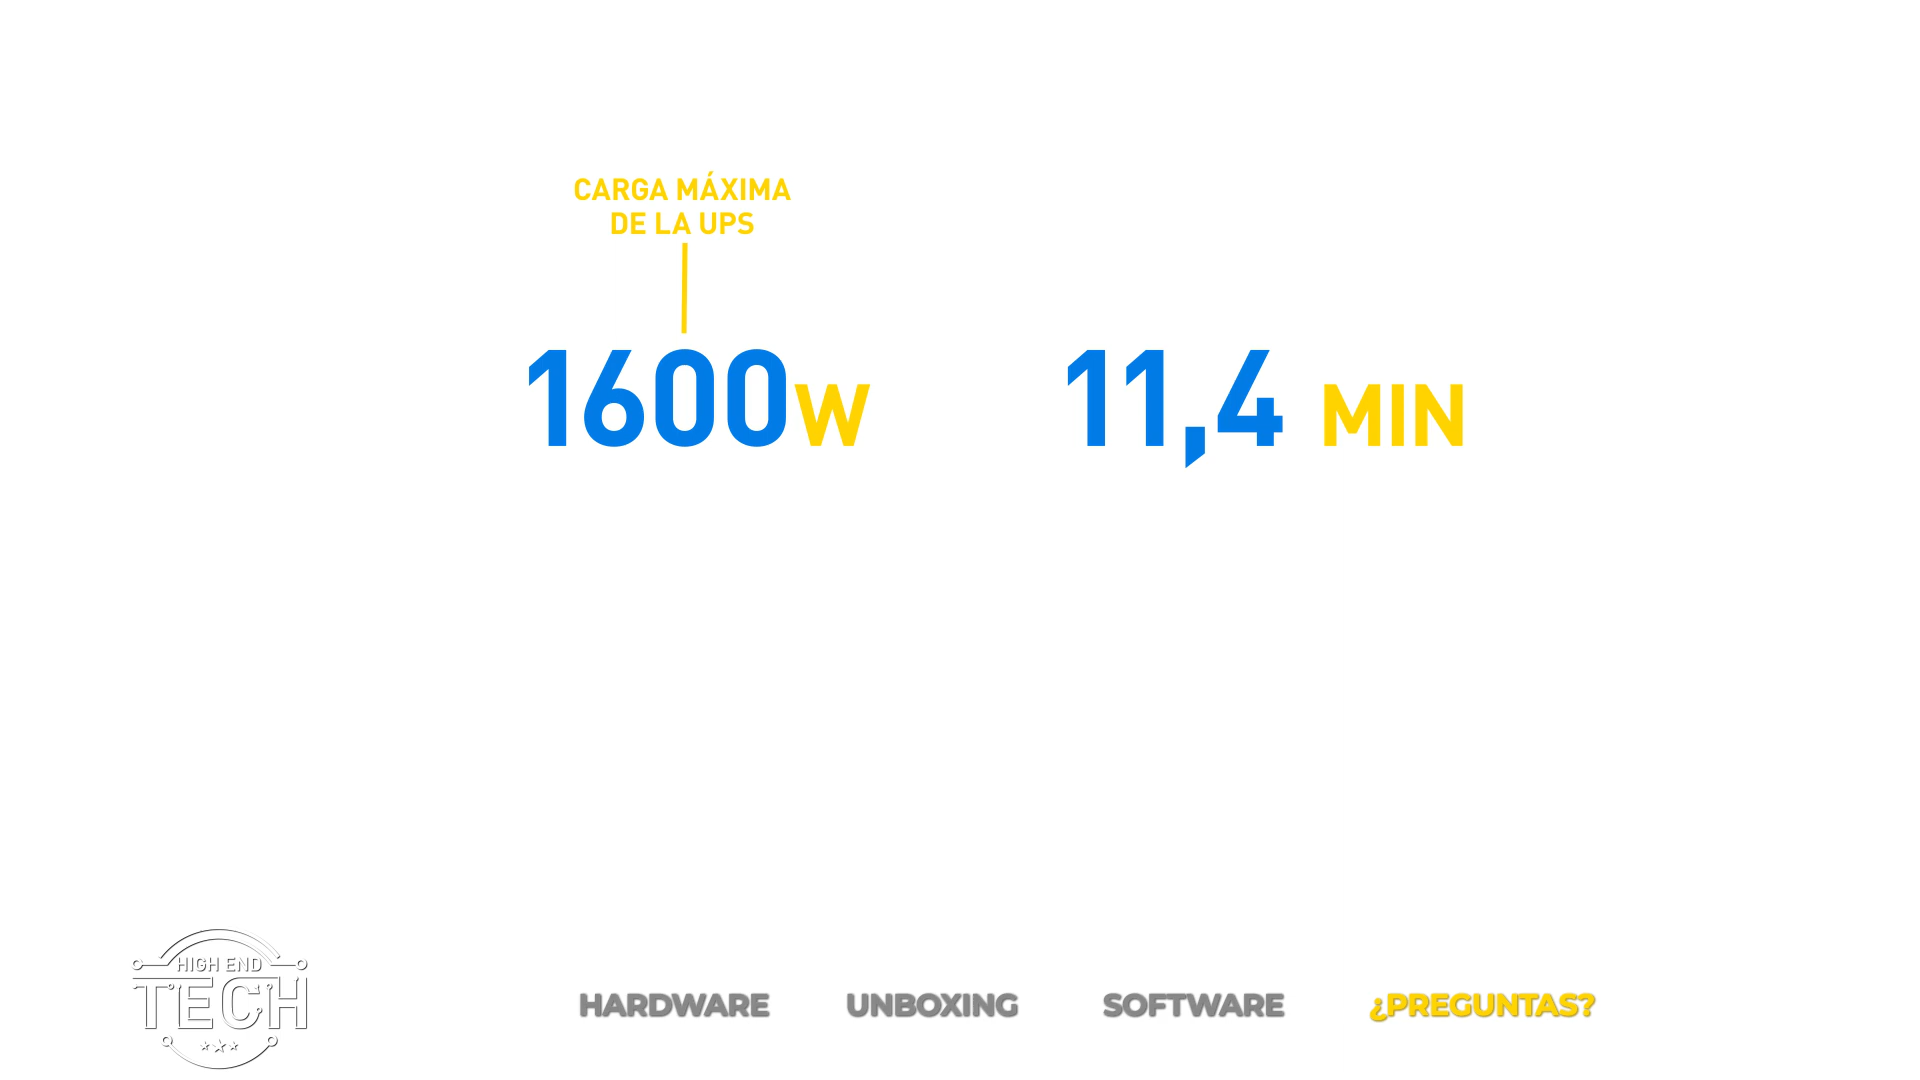 CARGA MÁXIMA
DE LA UPS
1600W
11,4 MIN
HIGH END
TECH
HARDWARE
UNBOXING
SOFTWARE
¿PREGUNTAS?